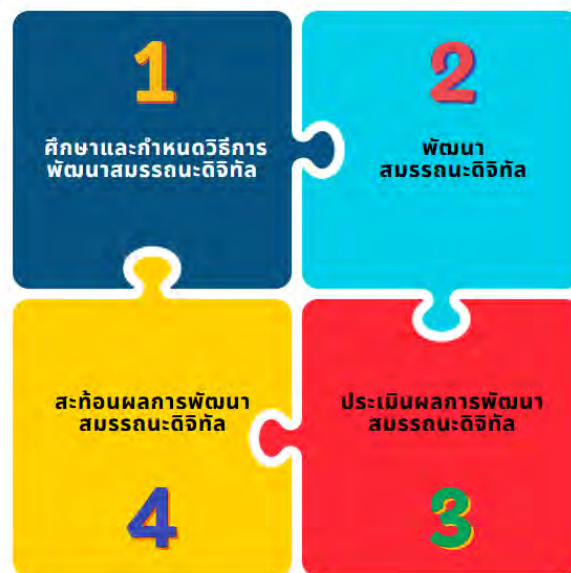 1
ศึกษาและกำหนดวิธีการ
พัฒนาสมรรถนะดิจิทัล
2
พัฒนา
สมรรถนะดิจิทัล
ประเมินผลการพัฒนา
สมรรถนะดิจิทัล
3
สะท้อนผลการพัฒนา
สมรรถนะดิจิทัล
4